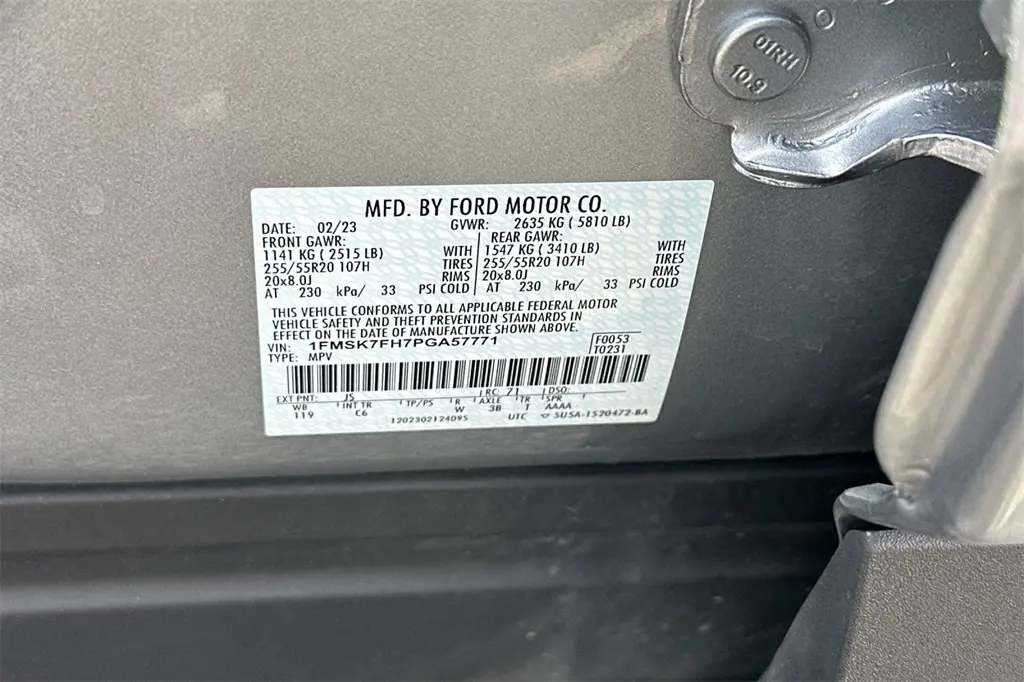 01RH
10.9
MFD. BY FORD MOTOR CO.
DATE: 02/23 GVWR: 2635 KG ( 5810 LB)
FRONT GAWR: REAR GAWR:
1141 KG ( 2515 LB) WITH 1547 KG ( 3410 LB) WITH
255/55R20 107H TIRES 255/55R20 107H TIRES
20x8.0J RIMS 20x8.0J RIMS
AT 230 kPa/ 33 PSI COLD AT 230 kPa/ 33 PSI COLD
THIS VEHICLE CONFORMS TO ALL APPLICABLE FEDERAL MOTOR
VEHICLE SAFETY AND THEFT PREVENTION STANDARDS IN
EFFECT ON THE DATE OF MANUFACTURE SHOWN ABOVE.
VIN: 1FMSK7FH7PGA57771 F0053
TYPE: MPV T0231
EXT PNT: JS RC: 71 DSO:
WB INT TR TP/PS R AXLE TR SPR
119 C6 W 3B T AAAA
1202302124095 UTC 5U5A-1520472-BA